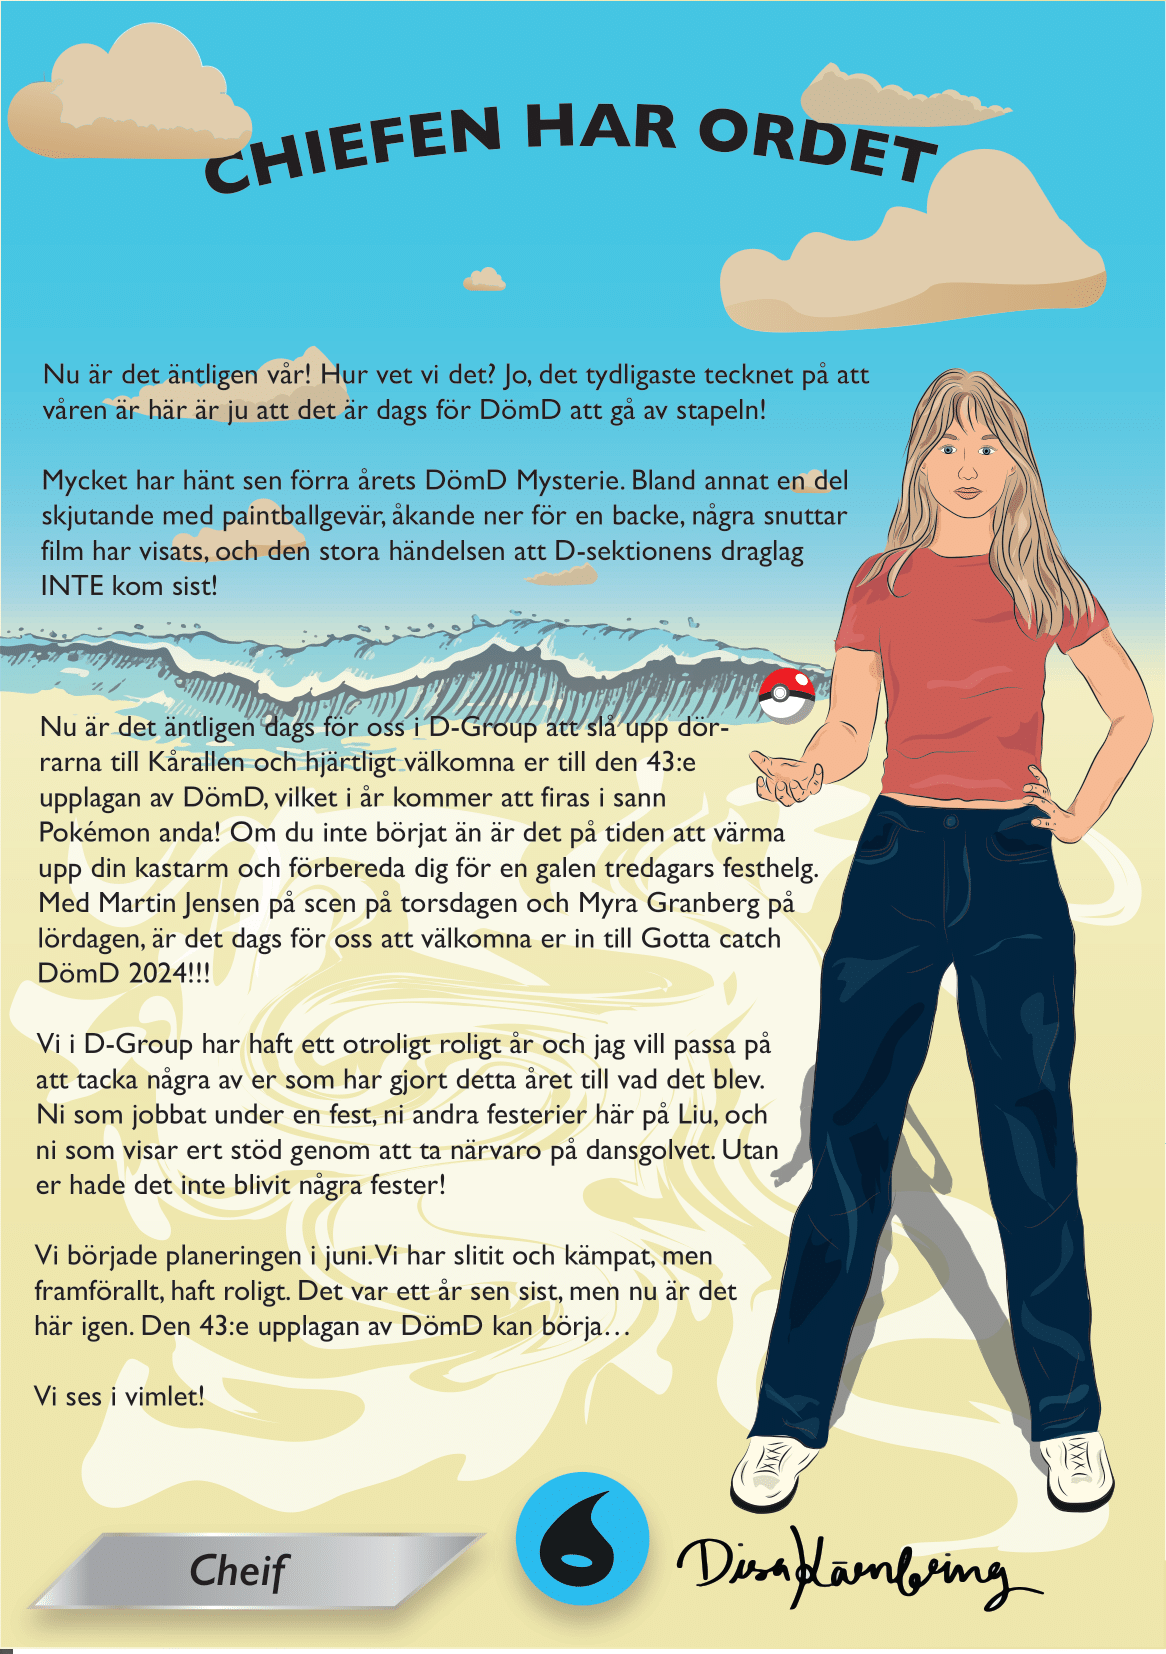 CHIEFEN HAR ORDET
Nu är det äntligen vår! Hur vet vi det? Jo, det tydligaste tecknet på att
våren är här är ju att det är dags för DömD att gå av stapeln!
Mycket har hänt sen förra årets DömD Mysterie. Bland annat en del
skjutande med paintballgevär, åkande ner för en backe, några snuttar
film har visats, och den stora händelsen att D-sektionens draglag
INTE kom sist!
Nu är det äntligen dags för oss i D-Group att slå upp dör-
rarna till Kårallen och hjärtligt välkomna er till den 43:e
upplagan av DömD, vilket i år kommer att firas i sann
Pokémon anda! Om du inte börjat än är det på tiden att värma
upp din kastarm och förbereda dig för en galen tredagars festhelg.
Med Martin Jensen på scen på torsdagen och Myra Granberg på
lördagen, är det dags för oss att välkomna er in till Gotta catch
DömD 2024!!!
Vi i D-Group har haft ett otroligt roligt år och jag vill passa på
att tacka några av er som har gjort detta året till vad det blev.
Ni som jobbat under en fest, ni andra festerier här på Liu, och
ni som visar ert stöd genom att ta närvaro på dansgolvet. Utan
er hade det inte blivit några fester!
Vi började planeringen i juni. Vi har slitit och kämpat, men
framförallt, haft roligt. Det var ett år sen sist, men nu är det
här igen. Den 43:e upplagan av DömD kan börja…
Vi ses i vimlet!
Cheif
Disa Kärnbring